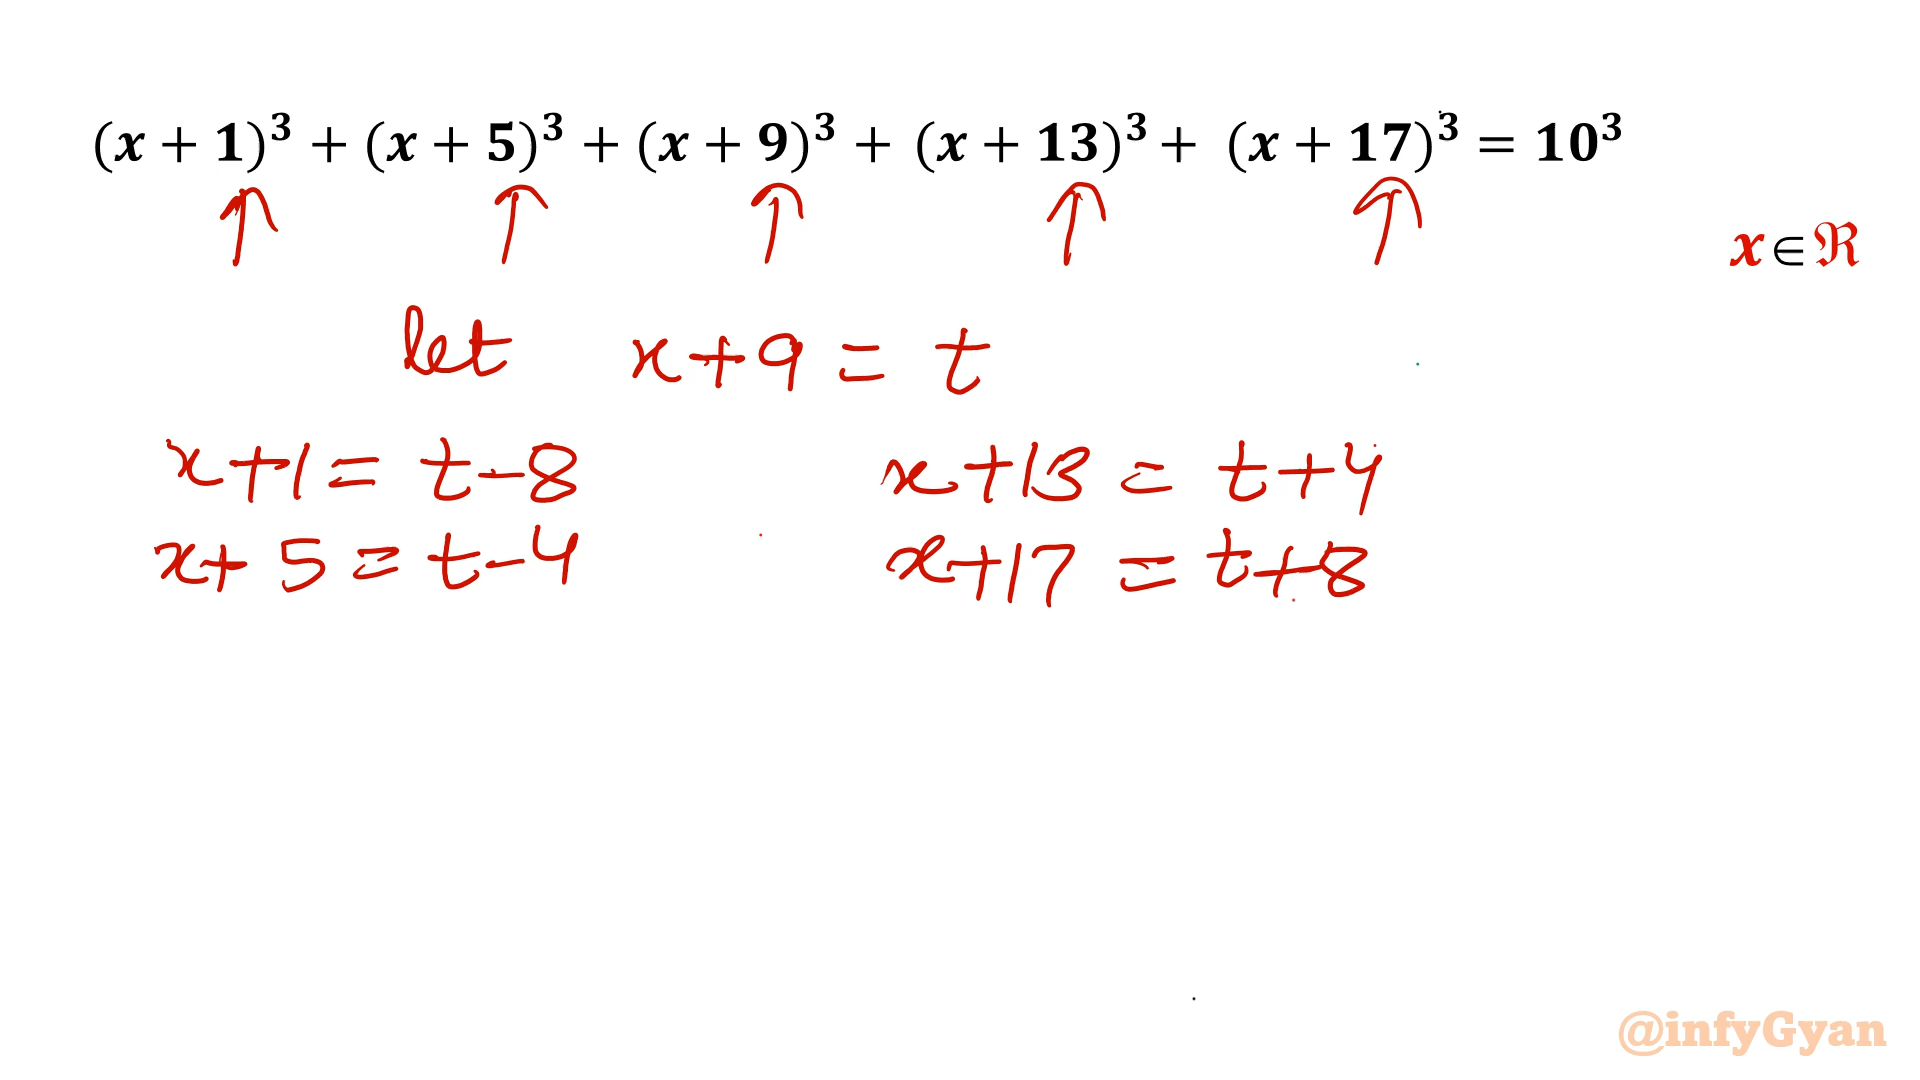 (x + 1)³ + (x + 5)³ + (x + 9)³ + (x + 13)³ + (x + 17)³ = 10³
x ∈ ℜ
let x+9 = t
x+1 = t-8 x+13 = t+4
x+5 = t-4 x+17 = t+8
@infyGyan